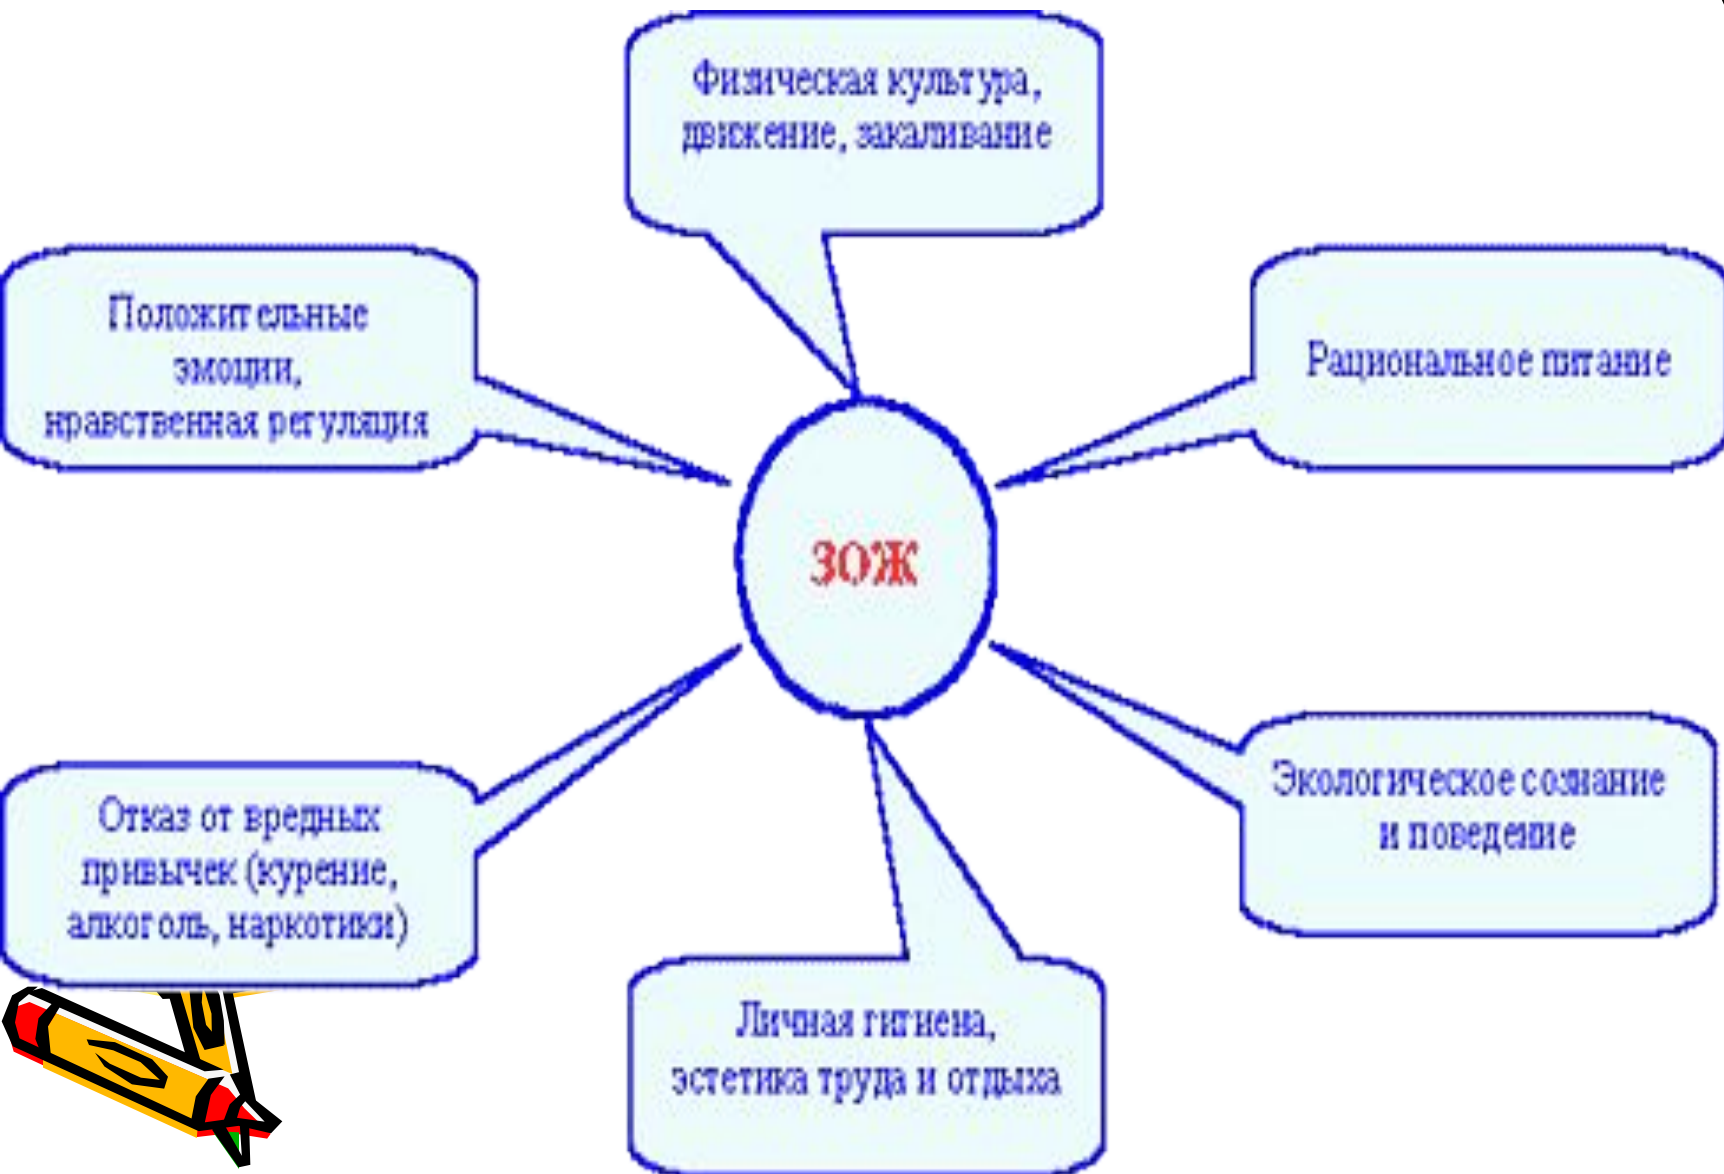 Физическая культура,
движение, закаливание
Положительные
эмоции,
нравственная регуляция
Рациональное питание
ЗОЖ
Отказ от вредных
привычек (курение,
алкоголь, наркотики)
Экологическое сознание
и поведение
Личная гигиена,
эстетика труда и отдыха